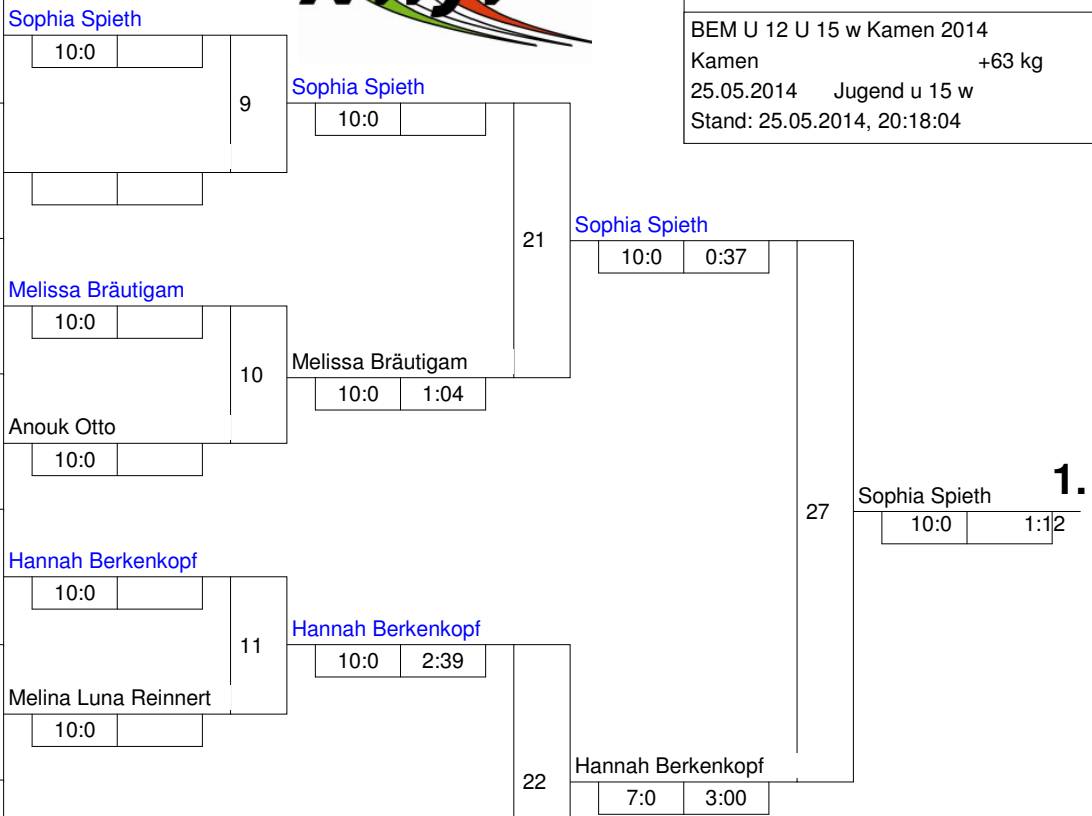 Sophia Spieth
10:0
9
Sophia Spieth
10:0
BEM U 12 U 15 w Kamen 2014
Kamen +63 kg
25.05.2014 Jugend u 15 w
Stand: 25.05.2014, 20:18:04
21
Sophia Spieth
10:0 0:37
Melissa Bräutigam
10:0
10
Melissa Bräutigam
10:0 1:04
Anouk Otto
10:0
27
Sophia Spieth 1.
10:0 1:12
Hannah Berkenkopf
10:0
11
Hannah Berkenkopf
10:0 2:39
Melina Luna Reinnert
10:0
22
Hannah Berkenkopf
7:0 3:00